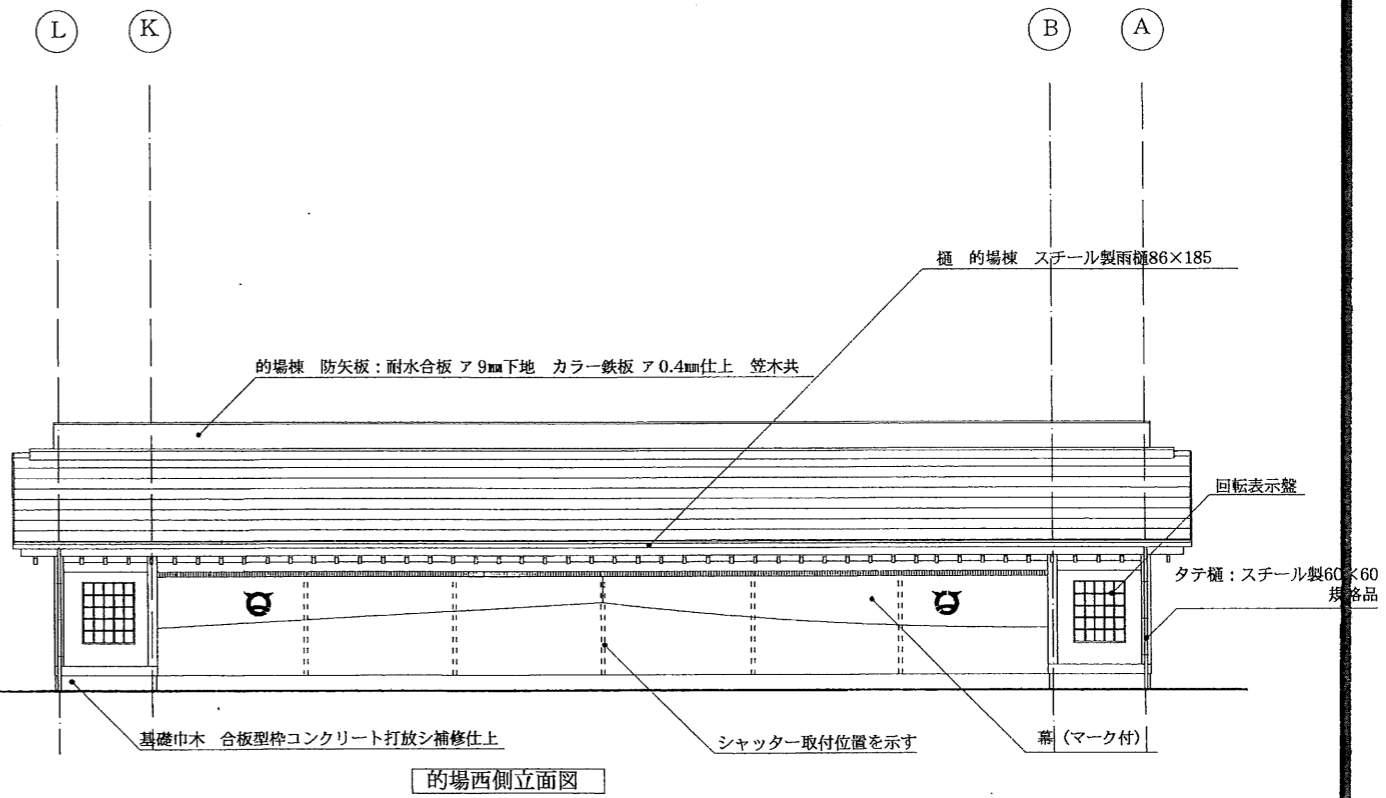 L K B A
樋　的場棟　スチール製雨樋86×185
的場棟　防矢板：耐水合板 ア 9㎜下地　カラー鉄板 ア 0.4㎜仕上　笠木共
回転表示盤
タテ樋：スチール製60×60
規格品
基礎巾木　合板型枠コンクリート打放シ補修仕上
シャッター取付位置を示す
幕（マーク付）
的場西側立面図